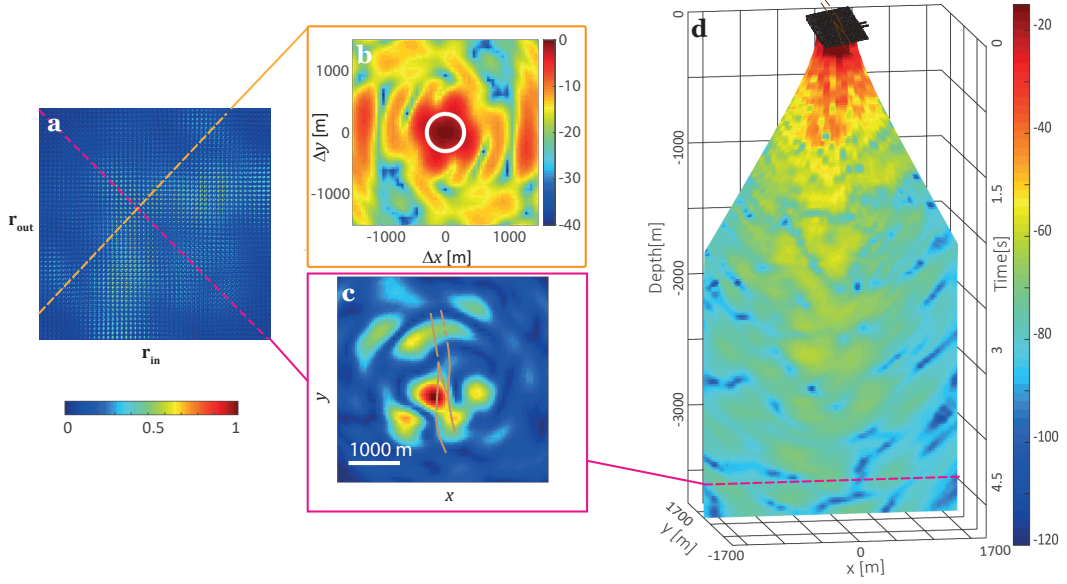 a
r_out
r_in
0 0.5 1
b
1000
0
-1000
Δy [m]
-1000 0 1000
Δx [m]
0
-10
-20
-30
-40
c
y
1000 m
x
d
0
-1000
-2000
-3000
Depth[m]
0
1.5
3
4.5
Time[s]
1700
-1700
y [m]
0
1700
x [m]
-20
-40
-60
-80
-100
-120